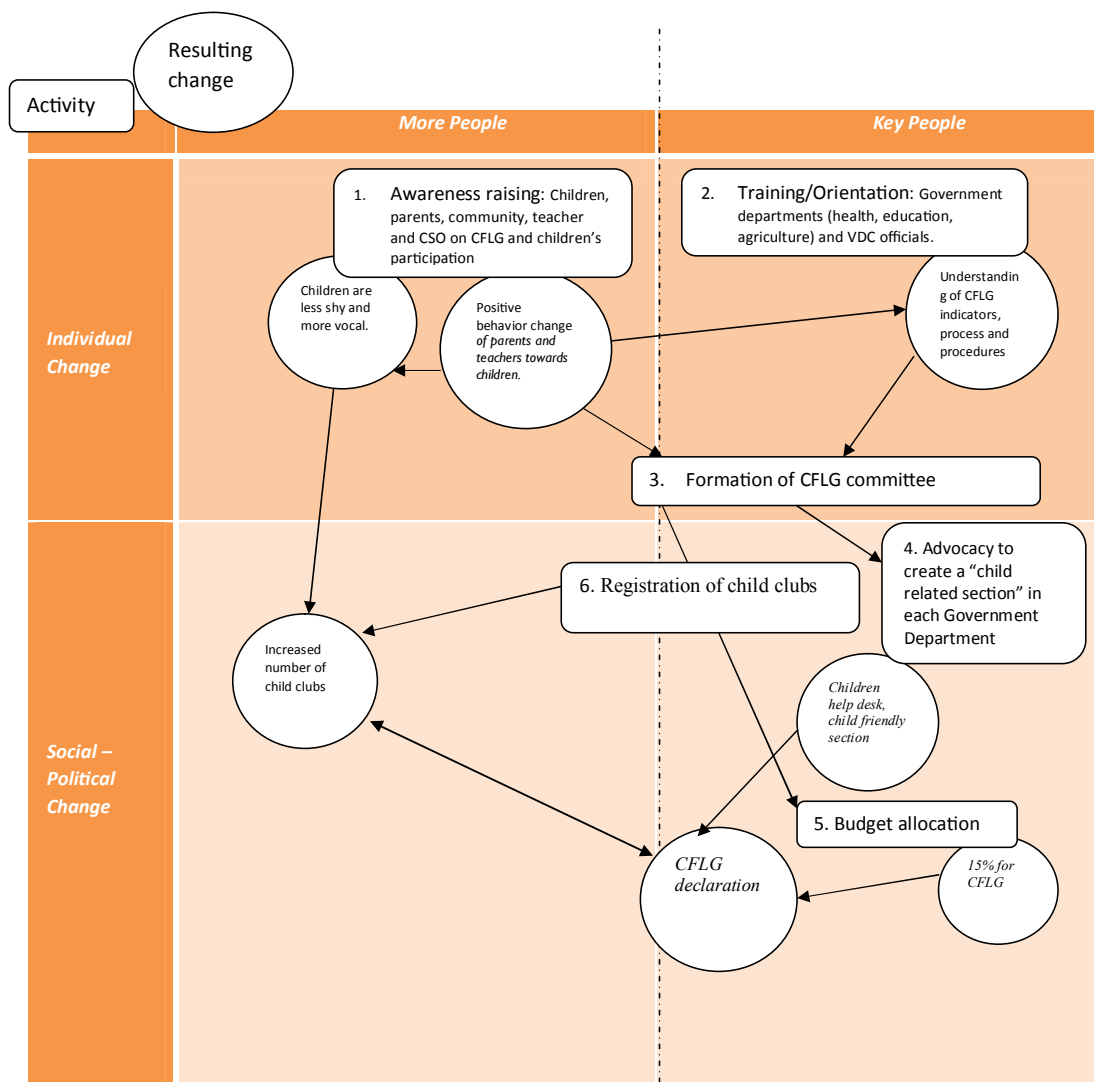 Resulting
change
Activity
More People
Key People
1. Awareness raising: Children,
parents, community, teacher
and CSO on CFLG and children's
participation
2. Training/Orientation: Government
departments (health, education,
agriculture) and VDC officials.
Children are
less shy and
more vocal.
Positive
behavior change
of parents and
teachers towards
children.
Understandin
g of CFLG
indicators,
process and
procedures
Individual
Change
3. Formation of CFLG committee
4. Advocacy to
create a “child
related section” in
each Government
Department
6. Registration of child clubs
Increased
number of
child clubs
Children
help desk,
child friendly
section
Social –
Political
Change
5. Budget allocation
CFLG
declaration
15% for
CFLG